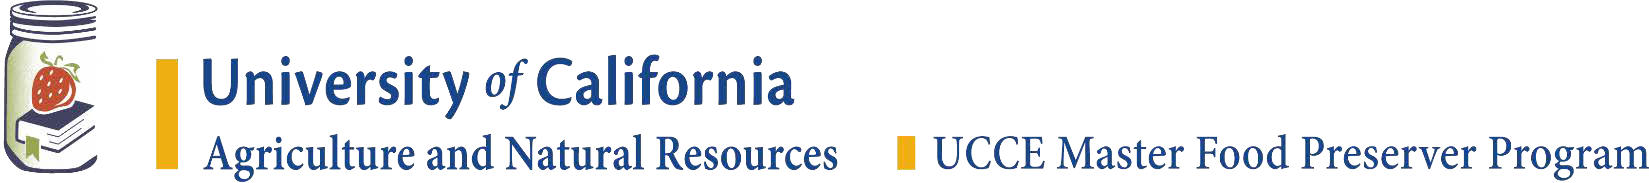 University of California
Agriculture and Natural Resources
UCCE Master Food Preserver Program